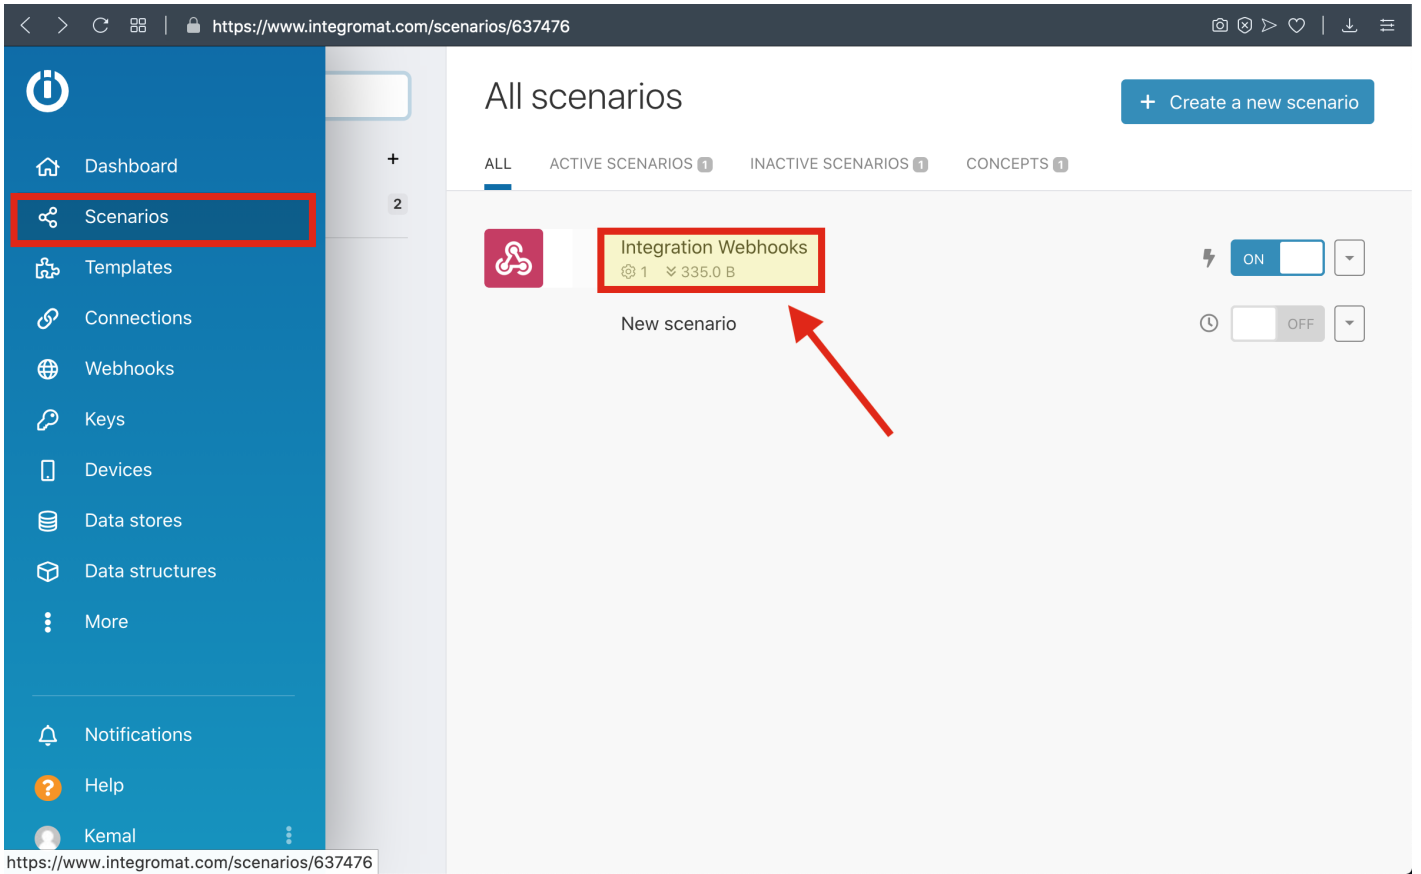 https://www.integromat.com/scenarios/637476
Dashboard
Scenarios
Templates
Connections
Webhooks
Keys
Devices
Data stores
Data structures
More
Notifications
? Help
Kemal
https://www.integromat.com/scenarios/637476
+
2
All scenarios
+ Create a new scenario
ALL ACTIVE SCENARIOS 1 INACTIVE SCENARIOS 1 CONCEPTS 1
Integration Webhooks
1 335.0 B
ON
New scenario
OFF